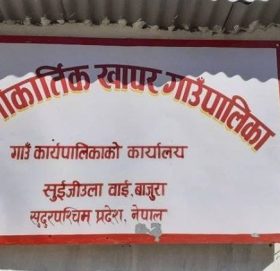 खापर गाउँपालिका
गाउँ कार्यपालिकाको कार्यालय
सुईजीउला वाई, बाजुरा
सुदुरपश्चिम प्रदेश, नेपाल